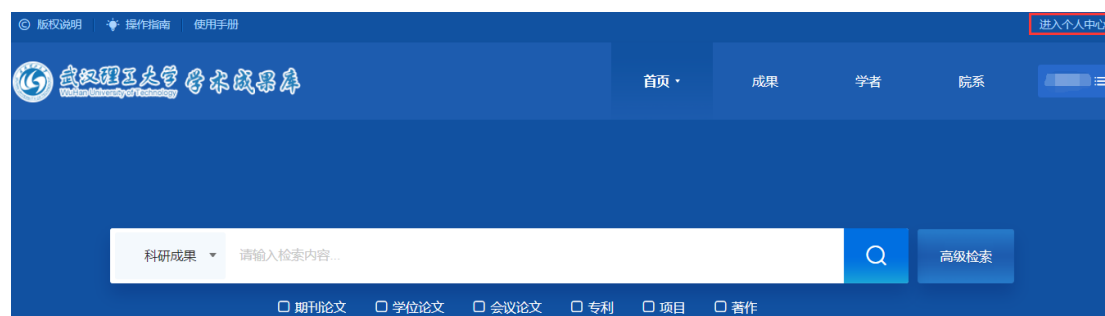 © 版权说明 操作指南 使用手册 进入个人中心
武汉理工大学 学术成果库 首页 成果 学者 院系
WuHan University of Technology
科研成果 请输入检索内容... 高级检索
期刊论文 学位论文 会议论文 专利 项目 著作